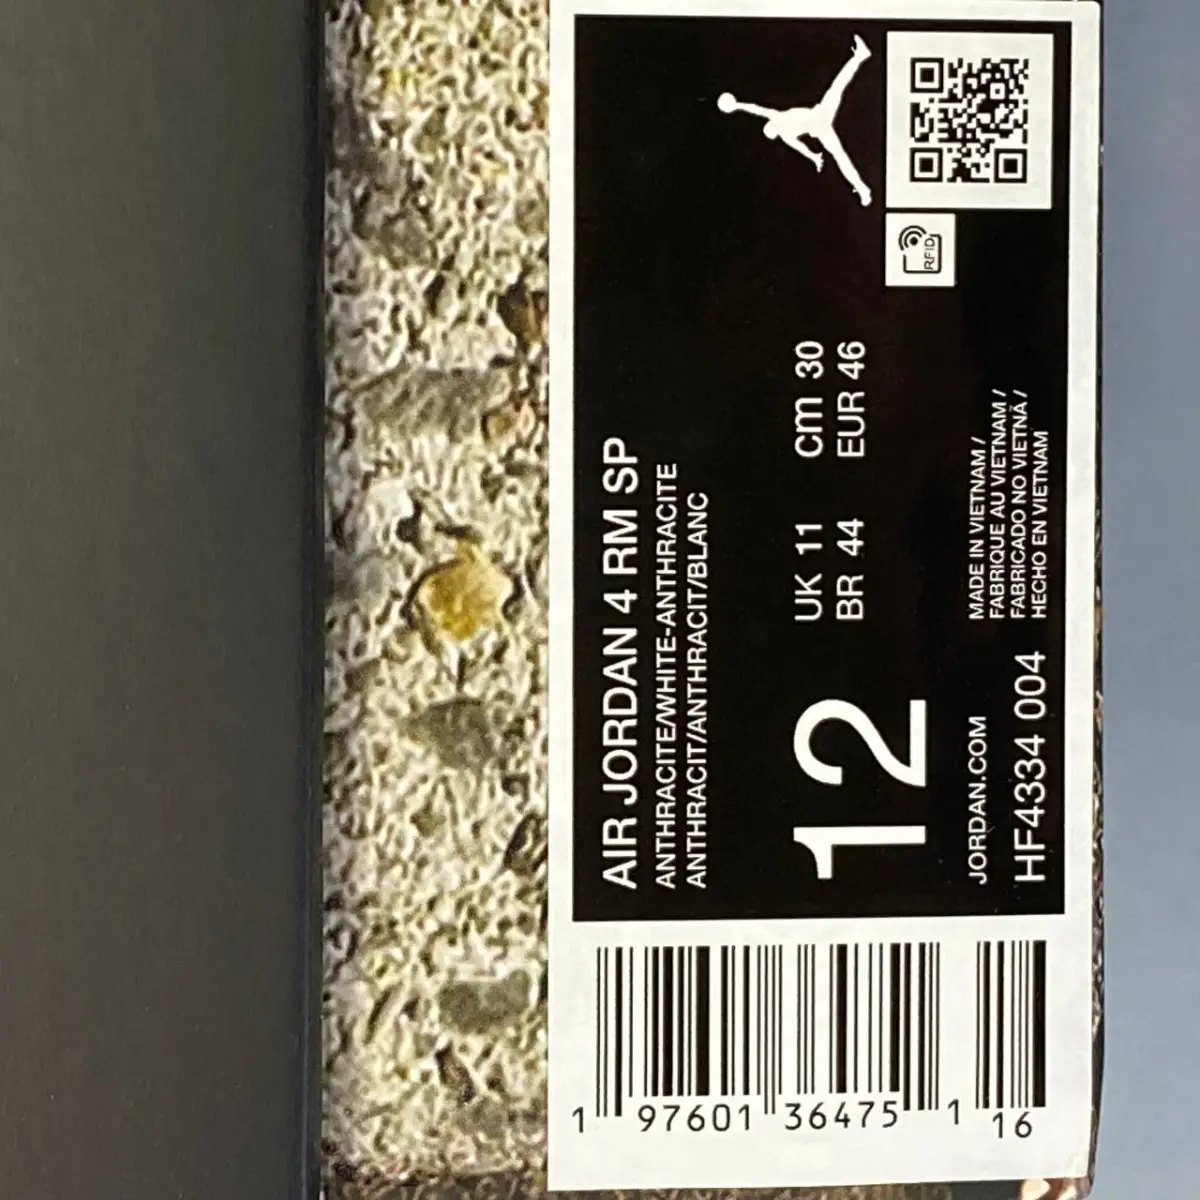 AIR JORDAN 4 RM SP
ANTHRACITE/WHITE-ANTHRACITE
ANTHRACIT/ANTHRACIT/BLANC
12
UK 11 cm 30
BR 44 EUR 46
RFID
JORDAN.COM
HF4334 004
MADE IN VIETNAM /
FABRIQUE AU VIETNAM /
FABRICADO NO VIETNÃ /
HECHO EN VIETNAM
1 97601 36475 1 16